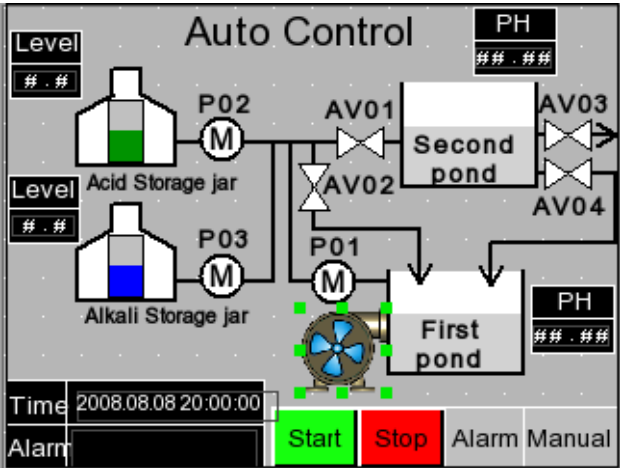 Auto Control
PH
##.##
Level
#.#
P02
M
AV01
AV03
Second
pond
Acid Storage jar
AV02
AV04
Level
#.#
P03
M
P01
M
Alkali Storage jar
First
pond
PH
##.##
Time 2008.08.08 20:00:00
Alarm
Start Stop Alarm Manual